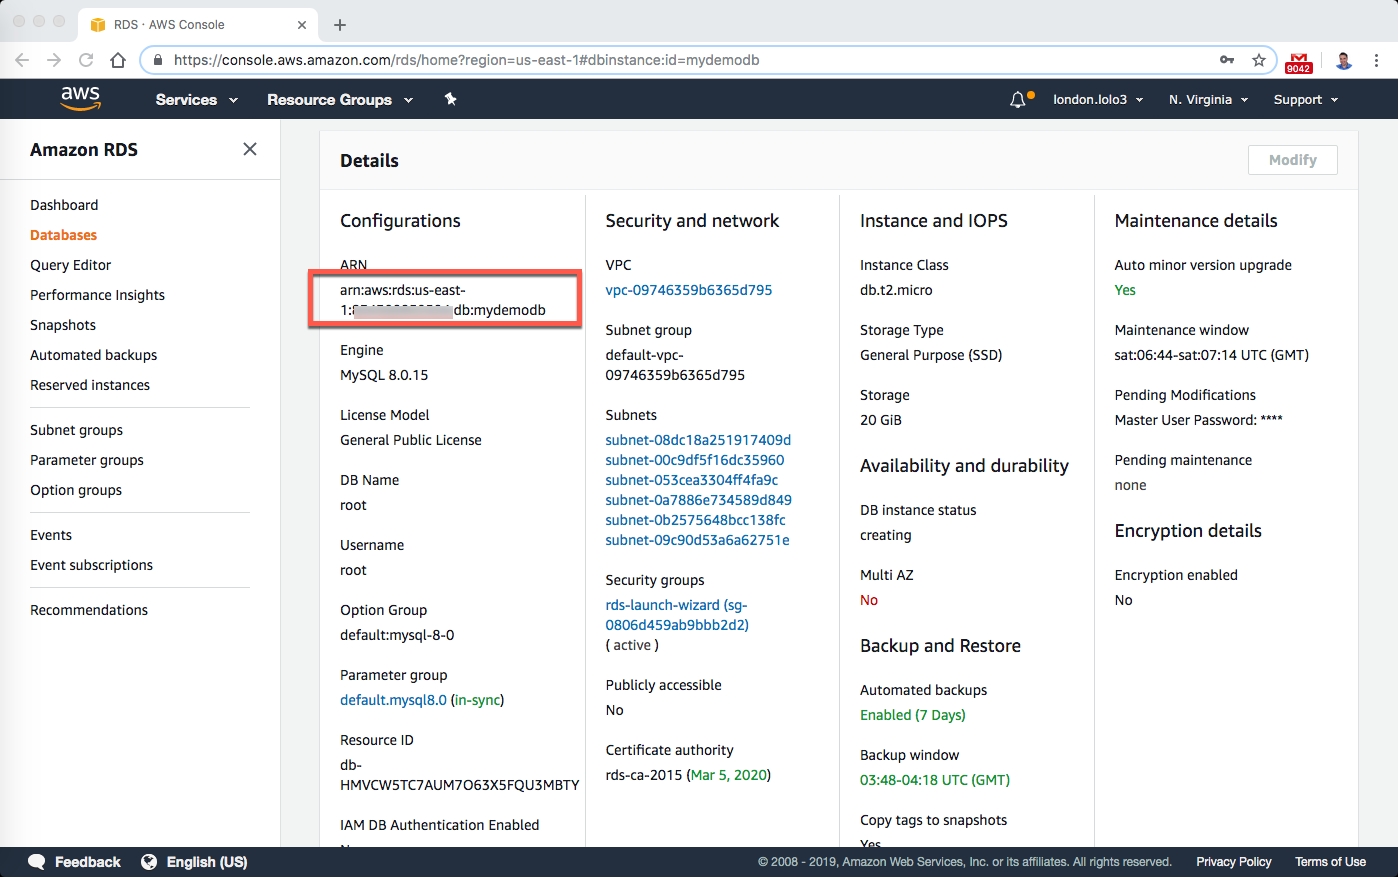 RDS · AWS Console
https://console.aws.amazon.com/rds/home?region=us-east-1#dbinstance:id=mydemodb
9042
aws
Services
Resource Groups
london.lolo3
N. Virginia
Support
Amazon RDS
Dashboard
Databases
Query Editor
Performance Insights
Snapshots
Automated backups
Reserved instances
Subnet groups
Parameter groups
Option groups
Events
Event subscriptions
Recommendations
Details
Modify
Configurations
ARN
arn:aws:rds:us-east-
1: db:mydemodb
Engine
MySQL 8.0.15
License Model
General Public License
DB Name
root
Username
root
Option Group
default:mysql-8-0
Parameter group
default.mysql8.0 (in-sync)
Resource ID
db-
HMVCW5TC7AUM7O63X5FQU3MBTY
IAM DB Authentication Enabled
Security and network
VPC
vpc-09746359b6365d795
Subnet group
default-vpc-
09746359b6365d795
Subnets
subnet-08dc18a251917409d
subnet-00c9df5f16dc35960
subnet-053cea3304ff4fa9c
subnet-0a7886e734589d849
subnet-0b2575648bcc138fc
subnet-09c90d53a6a62751e
Security groups
rds-launch-wizard (sg-
0806d459ab9bbb2d2)
( active )
Publicly accessible
No
Certificate authority
rds-ca-2015 (Mar 5, 2020)
Instance and IOPS
Instance Class
db.t2.micro
Storage Type
General Purpose (SSD)
Storage
20 GiB
Availability and durability
DB instance status
creating
Multi AZ
No
Backup and Restore
Automated backups
Enabled (7 Days)
Backup window
03:48-04:18 UTC (GMT)
Copy tags to snapshots
Yes
Maintenance details
Auto minor version upgrade
Yes
Maintenance window
sat:06:44-sat:07:14 UTC (GMT)
Pending Modifications
Master User Password: ****
Pending maintenance
none
Encryption details
Encryption enabled
No
Feedback
English (US)
© 2008 - 2019, Amazon Web Services, Inc. or its affiliates. All rights reserved.
Privacy Policy
Terms of Use